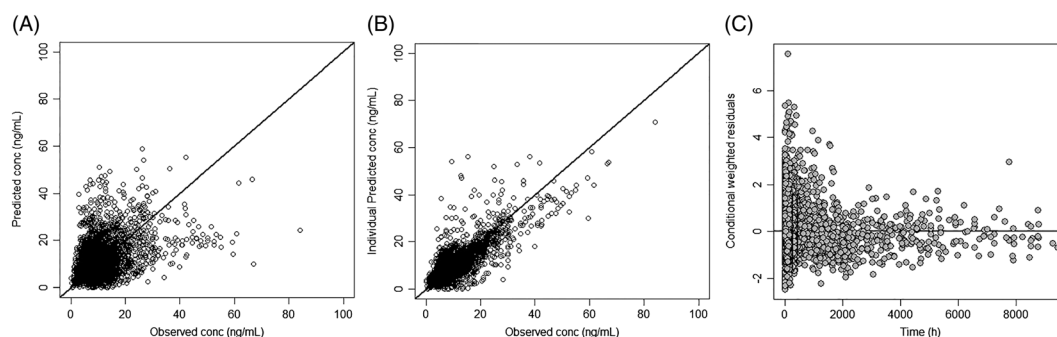 (A)
Predicted conc (ng/mL)
100
80
60
40
20
0
0 20 40 60 80 100
Observed conc (ng/mL)
(B)
Individual Predicted conc (ng/mL)
100
80
60
40
20
0
0 20 40 60 80 100
Observed conc (ng/mL)
(C)
Conditional weighted residuals
6
4
2
0
-2
0 2000 4000 6000 8000
Time (h)